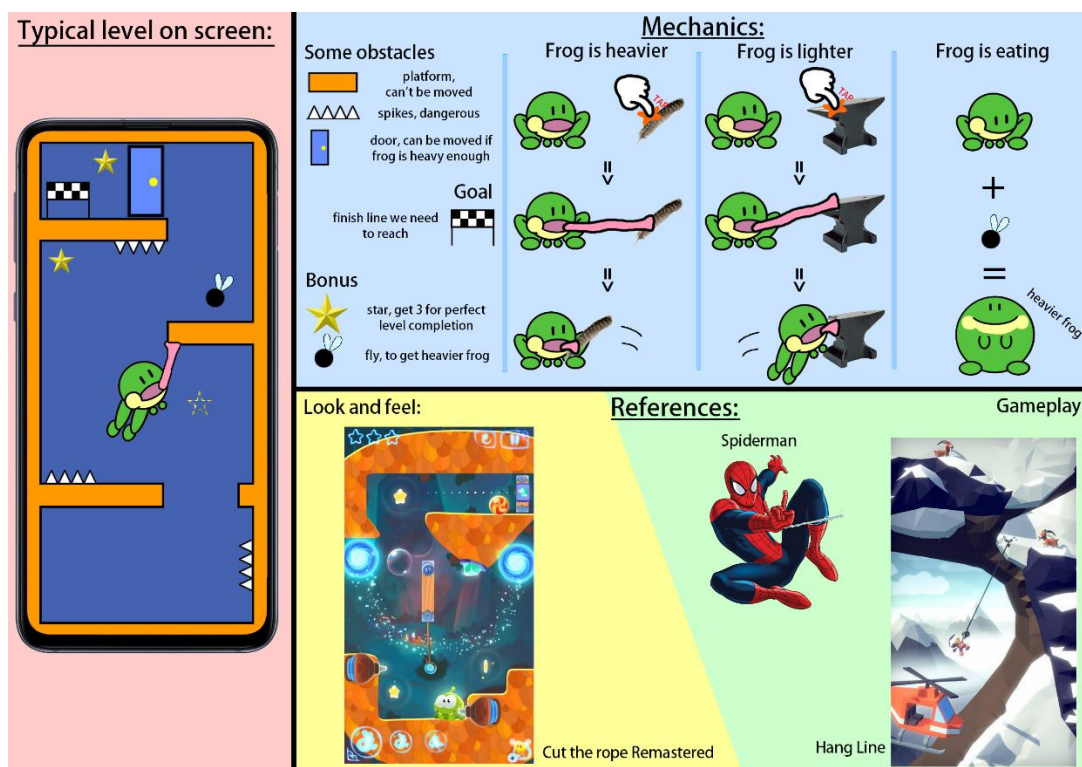 Typical level on screen:
Mechanics:
Some obstacles
platform,
can't be moved
spikes, dangerous
door, can be moved if
frog is heavy enough
Goal
finish line we need
to reach
Bonus
star, get 3 for perfect
level completion
fly, to get heavier frog
Frog is heavier
TAP
Frog is lighter
TAP
Frog is eating
+
=
heavier frog
References:
Look and feel:
Cut the rope Remastered
Spiderman
Gameplay
Hang Line